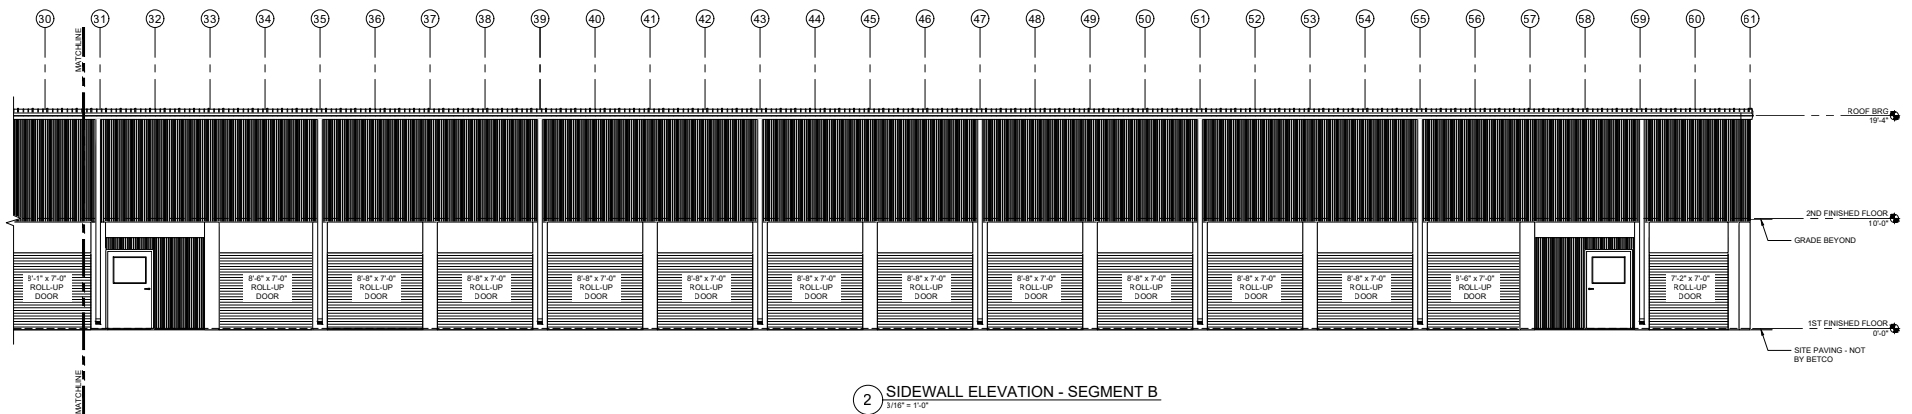 30 31 32 33 34 35 36 37 38 39 40 41 42 43 44 45 46 47 48 49 50 51 52 53 54 55 56 57 58 59 60 61
MATCHLINE
ROOF BRG
19'-4"
2ND FINISHED FLOOR
10'-0"
GRADE BEYOND
8'-1" x 7'-0"
ROLL-UP
DOOR
8'-6" x 7'-0"
ROLL-UP
DOOR
8'-8" x 7'-0"
ROLL-UP
DOOR
8'-8" x 7'-0"
ROLL-UP
DOOR
8'-8" x 7'-0"
ROLL-UP
DOOR
8'-8" x 7'-0"
ROLL-UP
DOOR
8'-8" x 7'-0"
ROLL-UP
DOOR
8'-8" x 7'-0"
ROLL-UP
DOOR
8'-8" x 7'-0"
ROLL-UP
DOOR
8'-8" x 7'-0"
ROLL-UP
DOOR
8'-8" x 7'-0"
ROLL-UP
DOOR
8'-8" x 7'-0"
ROLL-UP
DOOR
8'-6" x 7'-0"
ROLL-UP
DOOR
7'-2" x 7'-0"
ROLL-UP
DOOR
1ST FINISHED FLOOR
0'-0"
SITE PAVING - NOT
BY BETCO
MATCHLINE
2 SIDEWALL ELEVATION - SEGMENT B
3/16" = 1'-0"